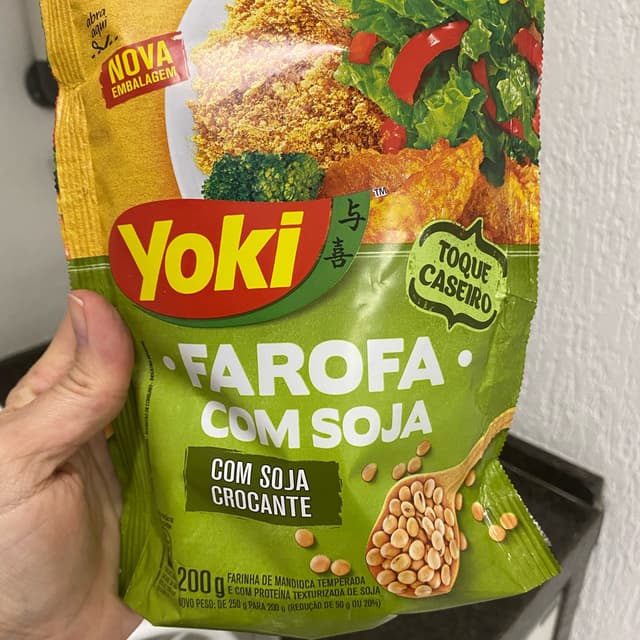 abra
aqui
NOVA
EMBALAGEM
TM
Yoki
与
喜
TOQUE
CASEIRO
FAROFA
COM SOJA
COM SOJA
CROCANTE
200g
FARINHA DE MANDIOCA TEMPERADA
E COM PROTEÍNA TEXTURIZADA DE SOJA
NOVO PESO: DE 250 g PARA 200 g (REDUÇÃO DE 50 g OU 20%)